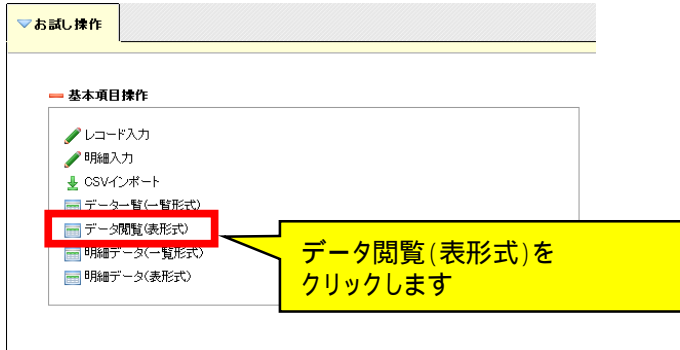 お試し操作
基本項目操作
レコード入力
明細入力
CSVインポート
データ一覧(一覧形式)
データ閲覧(表形式)
明細データ(一覧形式)
明細データ(表形式)
データ閲覧(表形式)を
クリックします